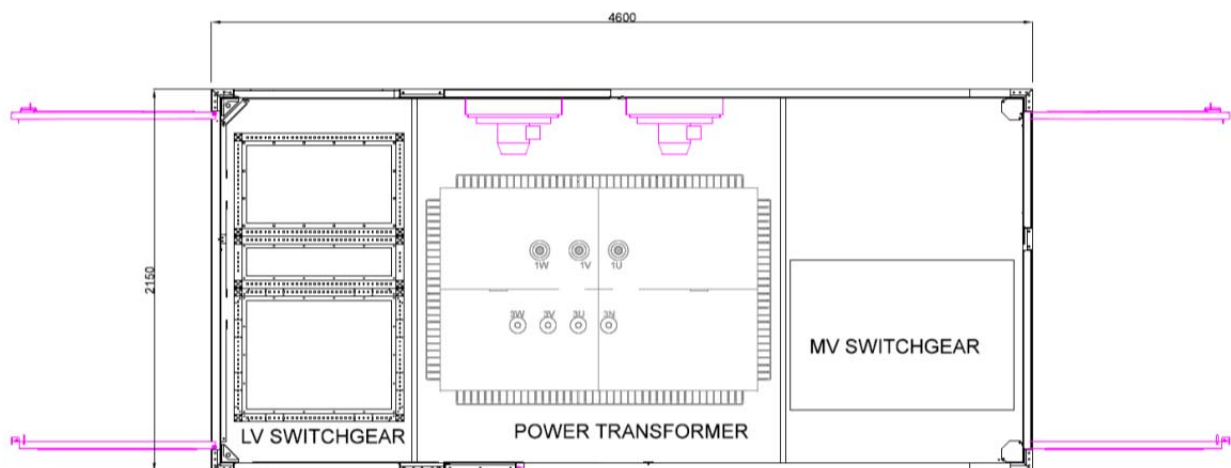 4600
2150
1W 1V 1U
3W 3V 3U 3N
MV SWITCHGEAR
LV SWITCHGEAR
POWER TRANSFORMER